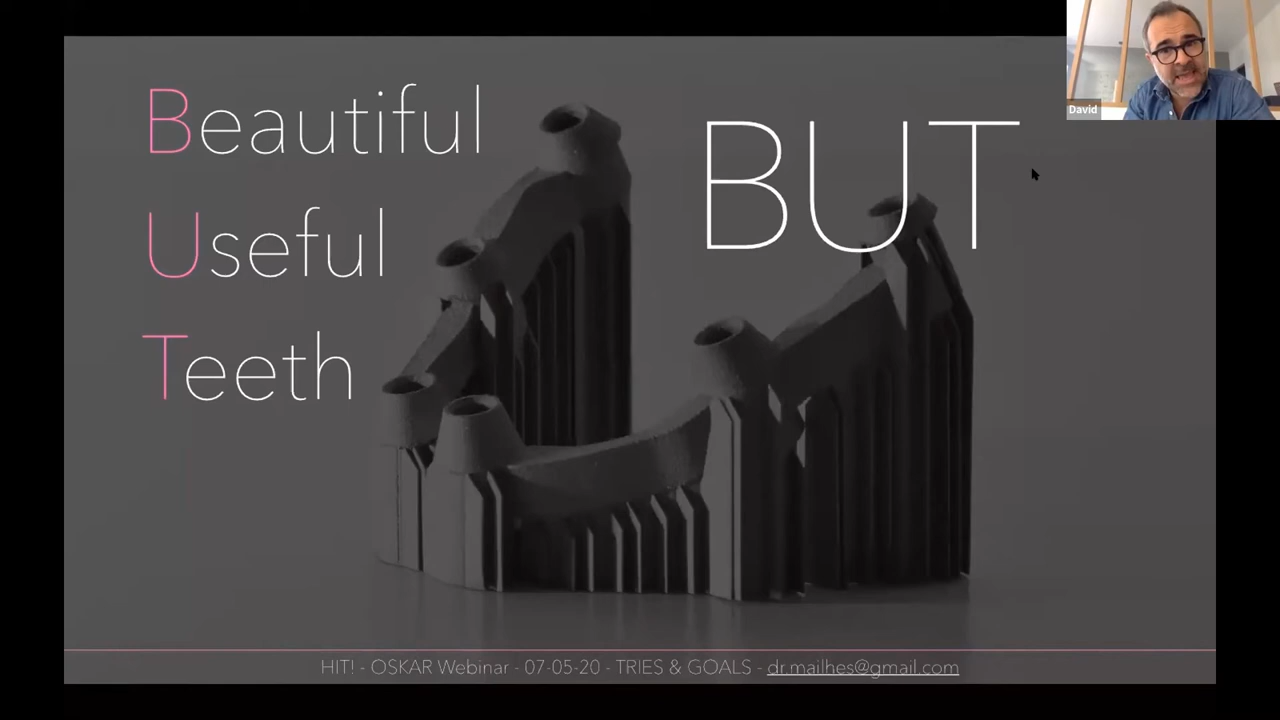 Beautiful
Useful
Teeth
BUT
David
HIT! - OSKAR Webinar - 07-05-20 - TRIES & GOALS - dr.mailhes@gmail.com